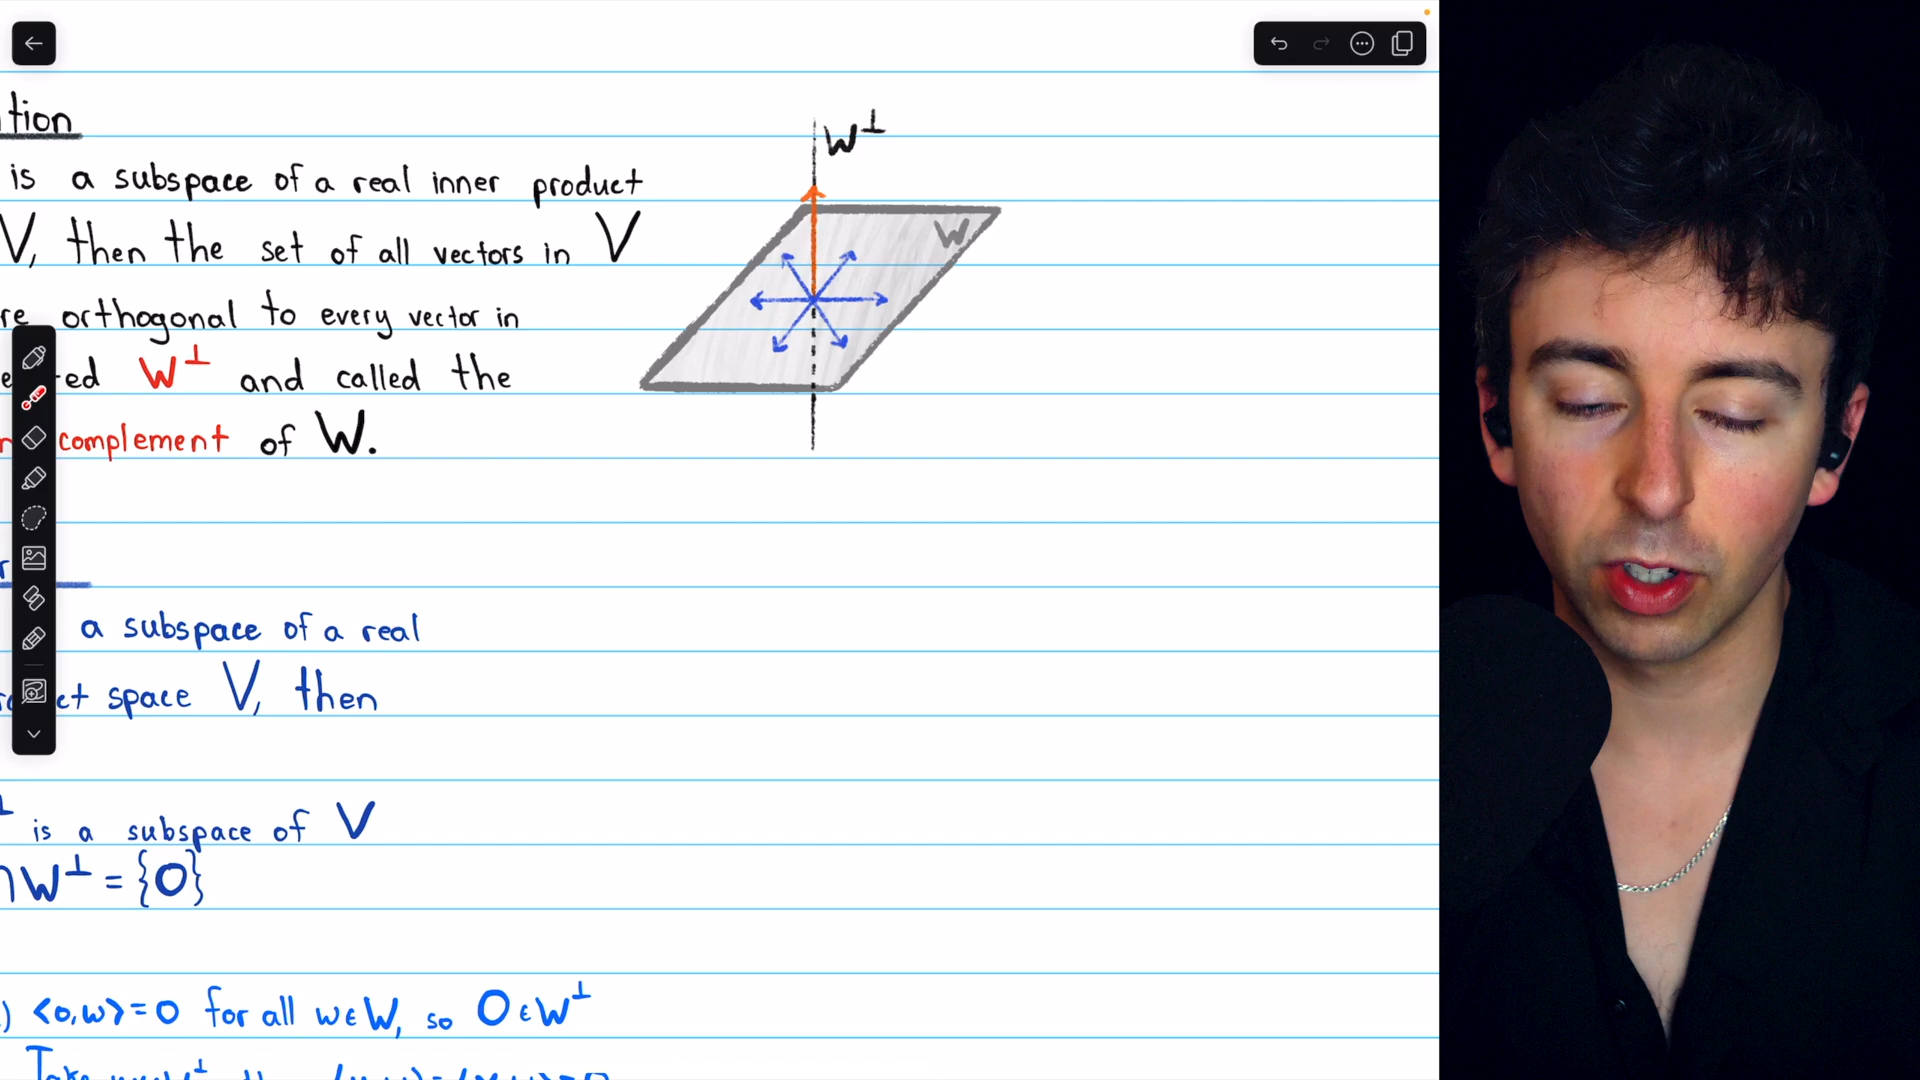 tion
is a subspace of a real inner product
V, then the set of all vectors in V
re orthogonal to every vector in
ted W⊥ and called the
complement of W.
W⊥
W
a subspace of a real
ct space V, then
⊥ is a subspace of V
∩W⊥ = {0}
) <0,w> = 0 for all w∈W, so 0∈W⊥